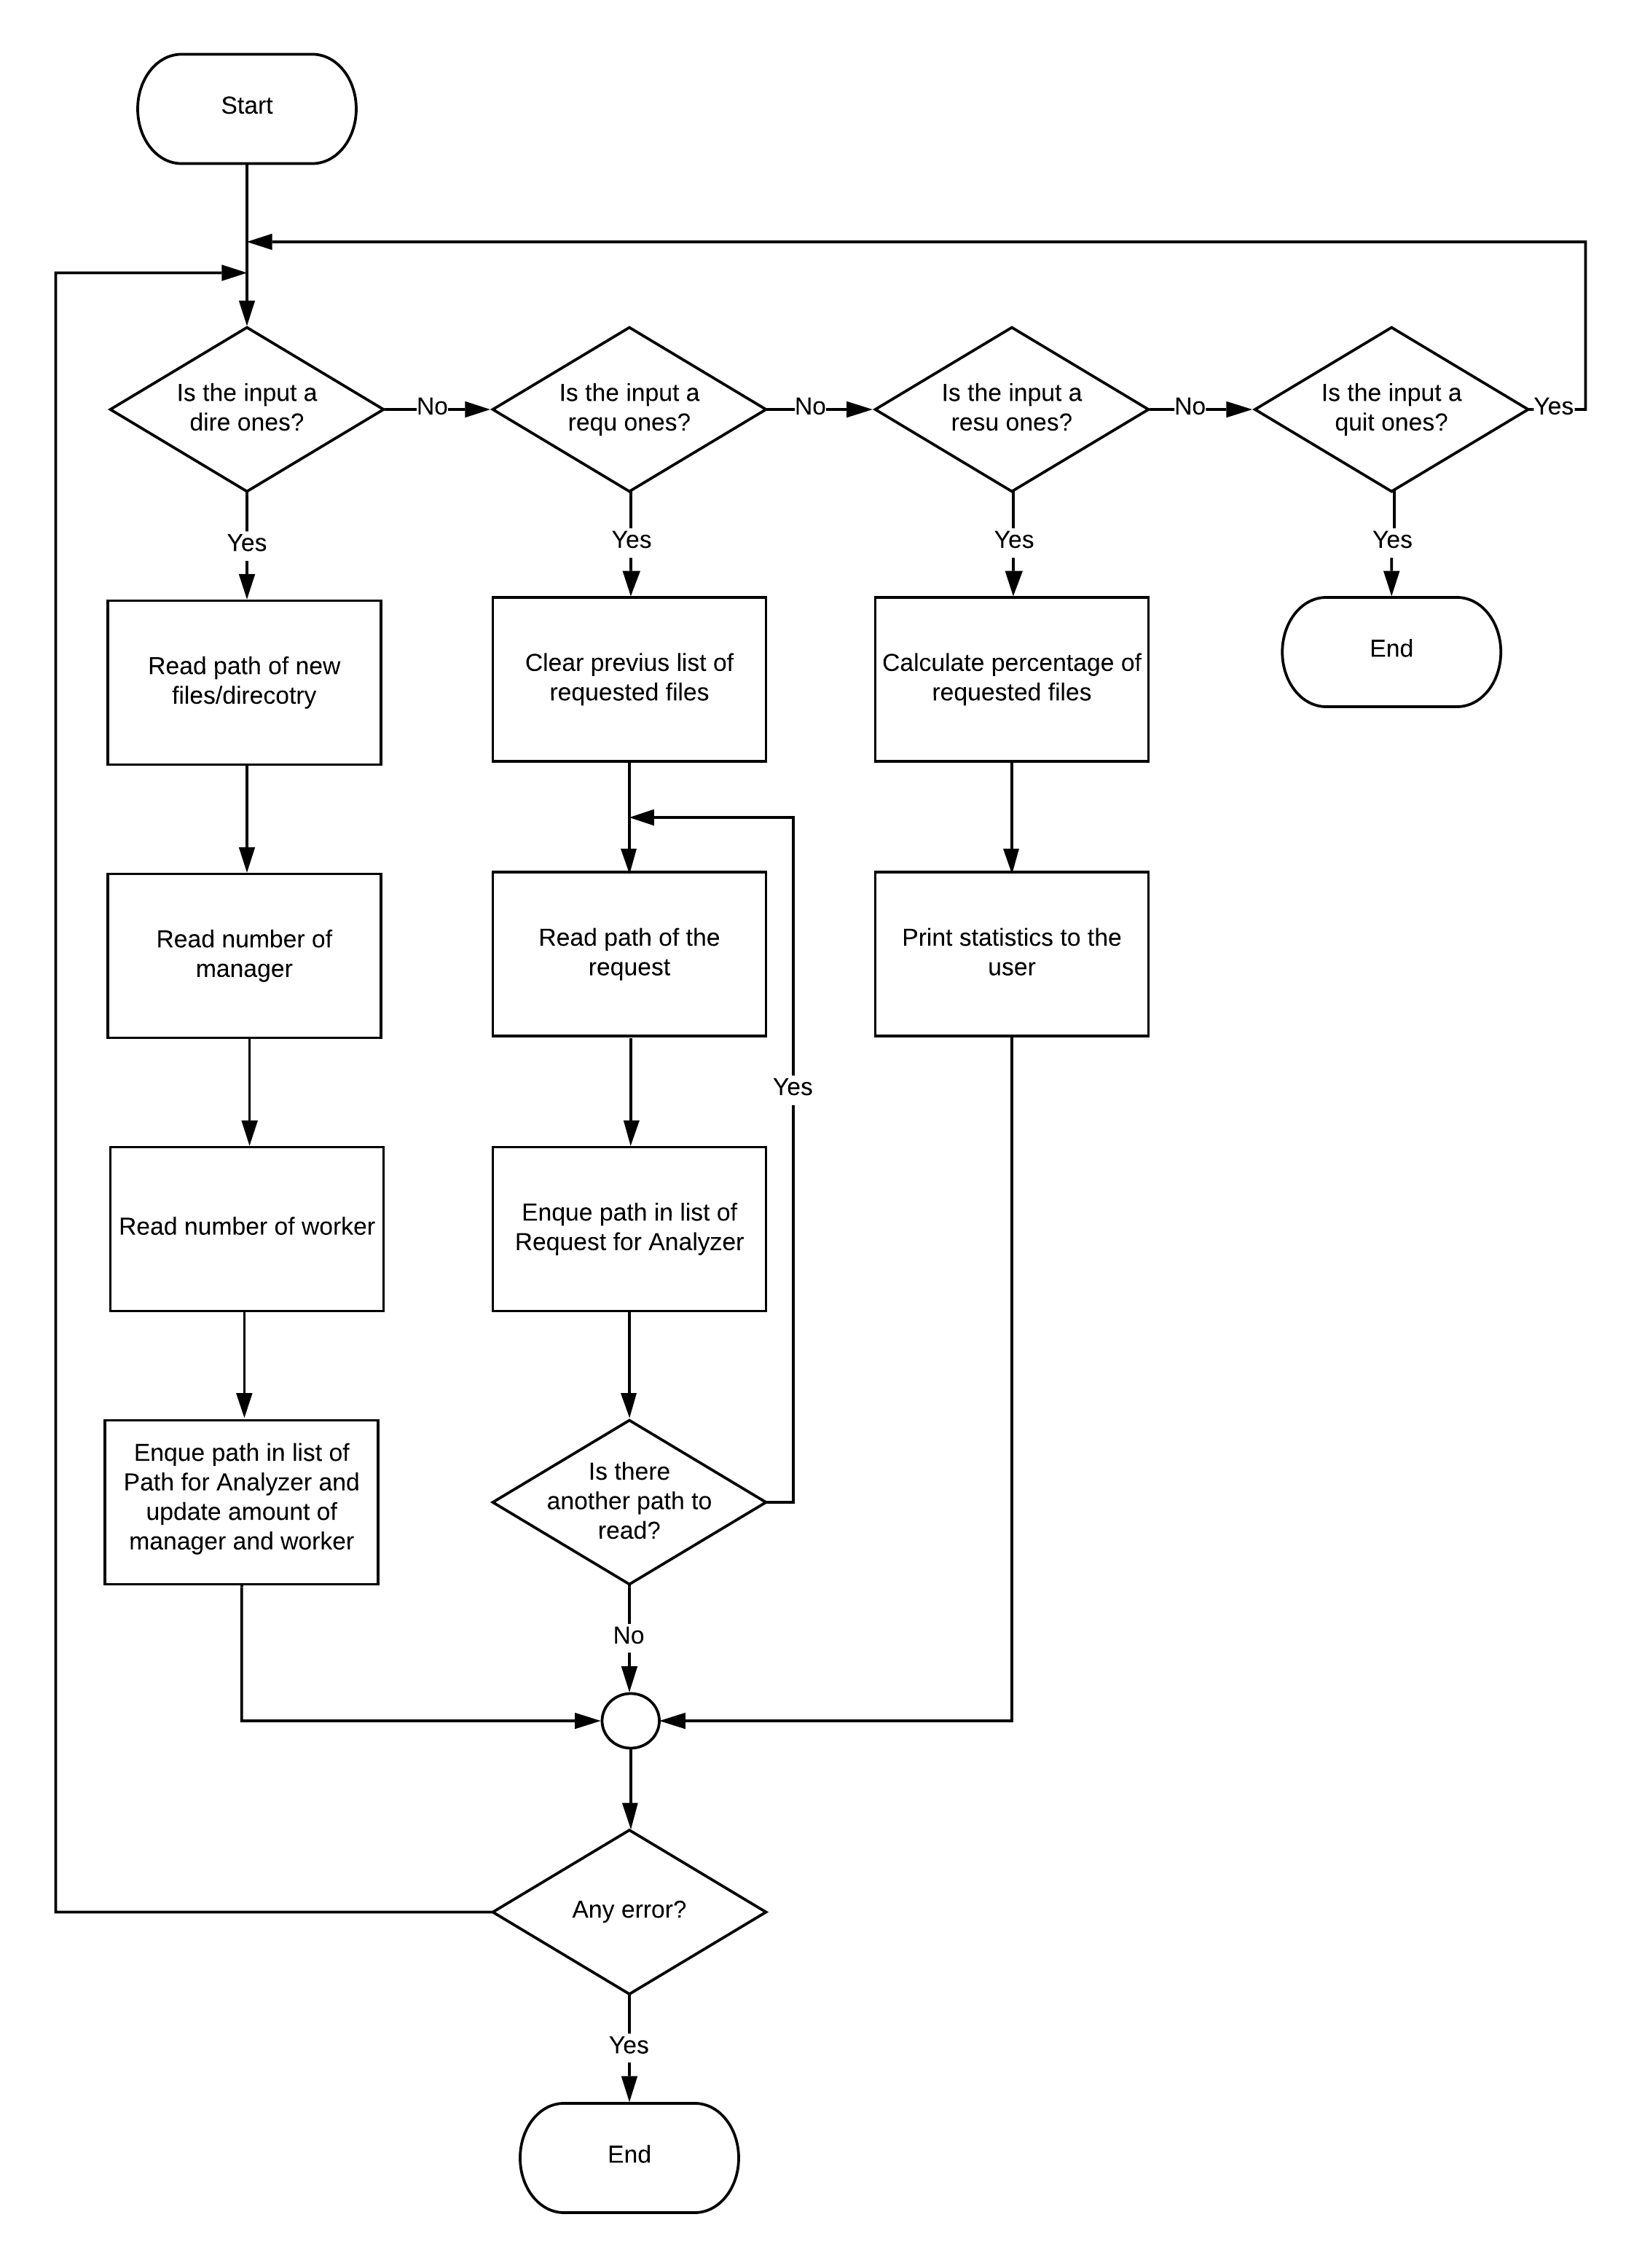 Start
Is the input a
dire ones?
No
Is the input a
requ ones?
No
Is the input a
resu ones?
No
Is the input a
quit ones?
Yes
Yes
Yes
Yes
Yes
Read path of new
files/direcotry
Clear previus list of
requested files
Calculate percentage of
requested files
End
Read number of
manager
Read path of the
request
Print statistics to the
user
Yes
Read number of worker
Enque path in list of
Request for Analyzer
Enque path in list of
Path for Analyzer and
update amount of
manager and worker
Is there
another path to
read?
No
Any error?
Yes
End